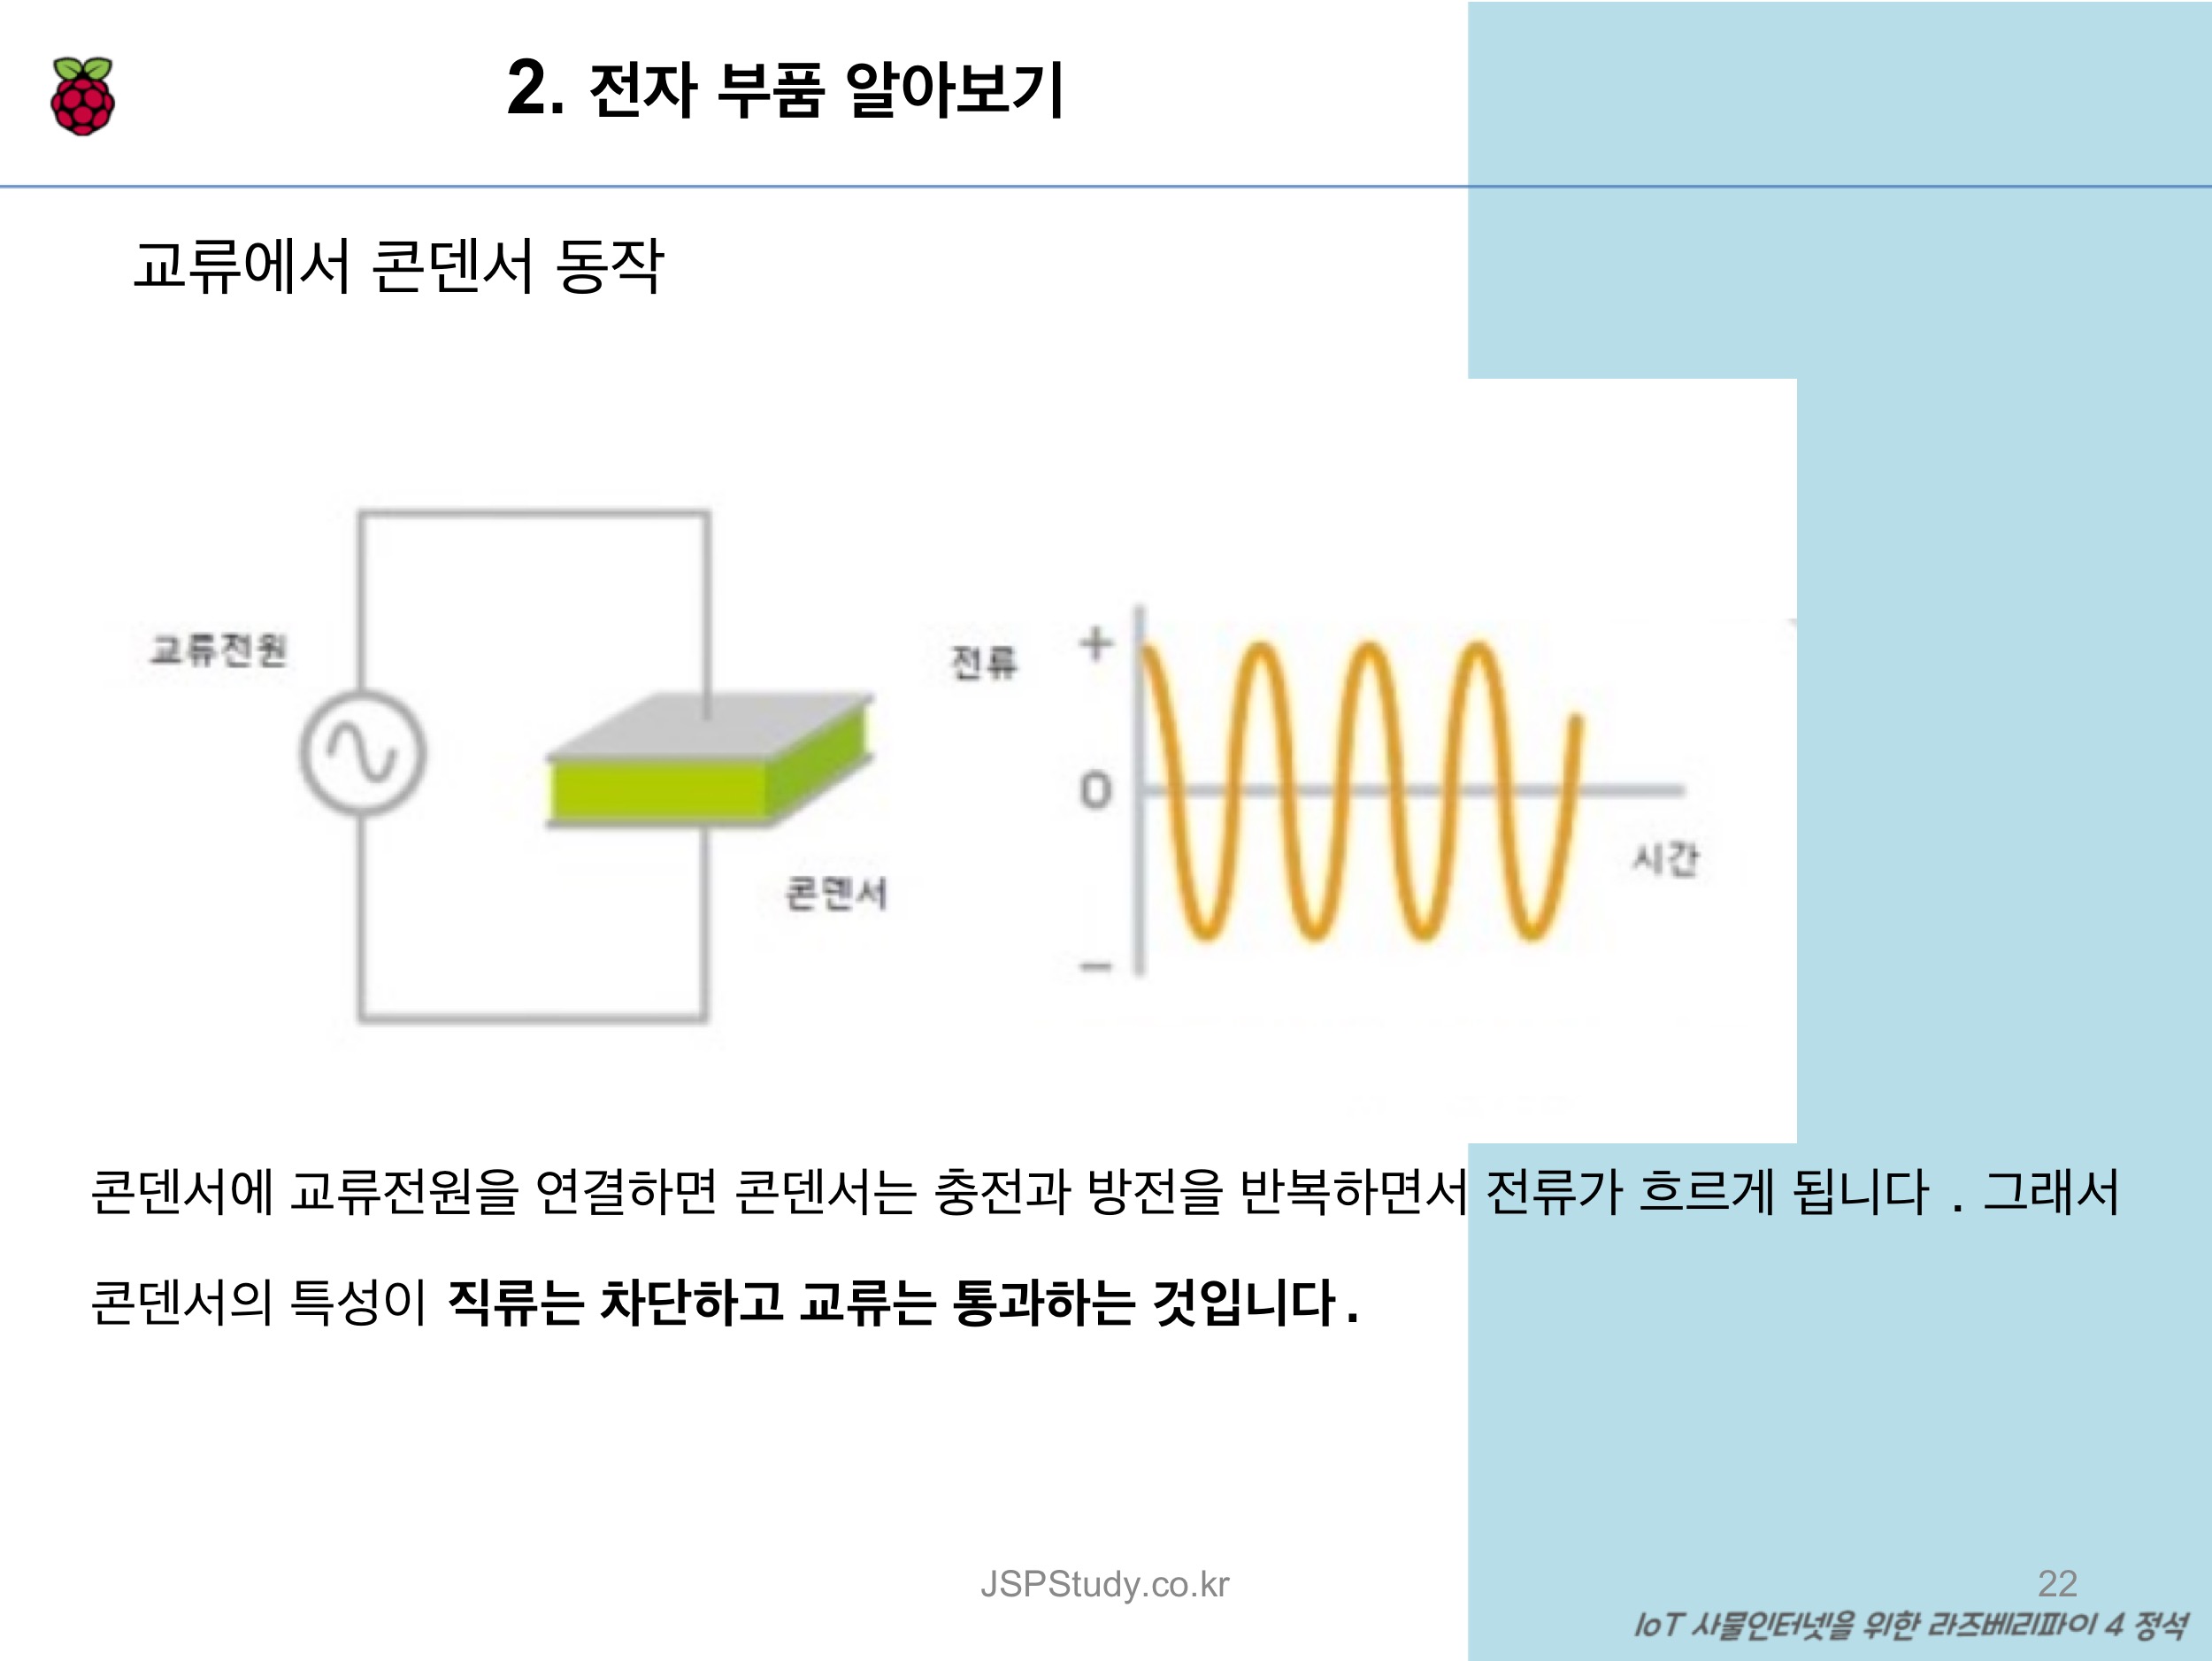 2. 전자 부품 알아보기
교류에서 콘덴서 동작
교류전원
콘덴서
전류
+
0
−
시간
콘덴서에 교류전원을 연결하면 콘덴서는 충전과 방전을 반복하면서 전류가 흐르게 됩니다 . 그래서
콘덴서의 특성이 직류는 차단하고 교류는 통과하는 것입니다.
JSPStudy.co.kr
22
IoT 사물인터넷을 위한 라즈베리파이 4 정석